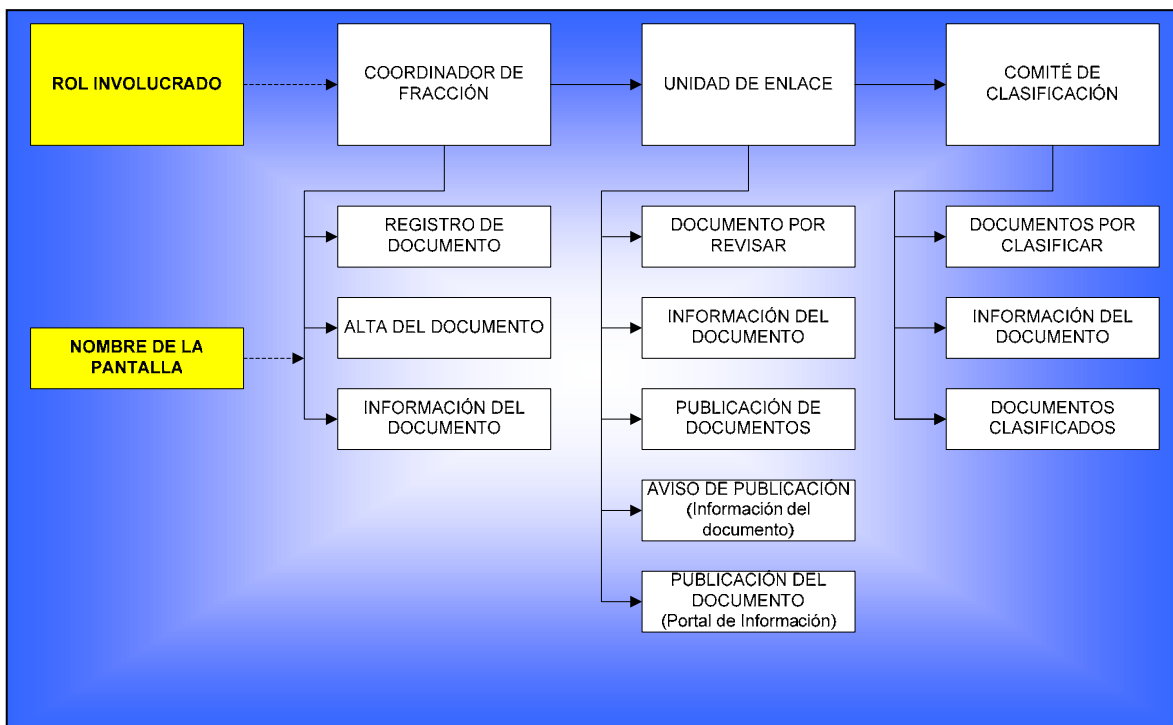 ROL INVOLUCRADO
COORDINADOR DE
FRACCIÓN
UNIDAD DE ENLACE
COMITÉ DE
CLASIFICACIÓN
REGISTRO DE
DOCUMENTO
DOCUMENTO POR
REVISAR
DOCUMENTOS POR
CLASIFICAR
NOMBRE DE LA
PANTALLA
ALTA DEL DOCUMENTO
INFORMACIÓN DEL
DOCUMENTO
INFORMACIÓN DEL
DOCUMENTO
INFORMACIÓN DEL
DOCUMENTO
PUBLICACIÓN DE
DOCUMENTOS
DOCUMENTOS
CLASIFICADOS
AVISO DE PUBLICACIÓN
(Información del
documento)
PUBLICACIÓN DEL
DOCUMENTO
(Portal de Información)